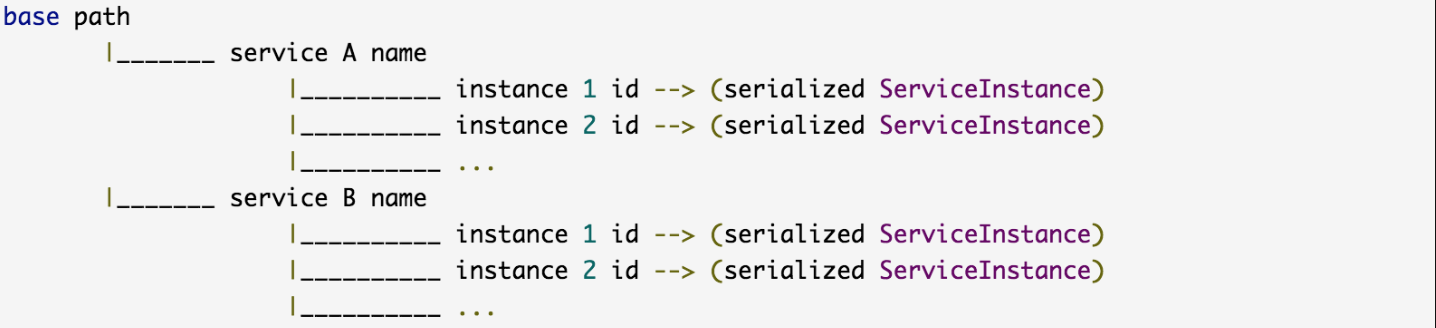 base path
       |_______ service A name
                    |__________ instance 1 id --> (serialized ServiceInstance)
                    |__________ instance 2 id --> (serialized ServiceInstance)
                    |__________ ...
       |_______ service B name
                    |__________ instance 1 id --> (serialized ServiceInstance)
                    |__________ instance 2 id --> (serialized ServiceInstance)
                    |__________ ...